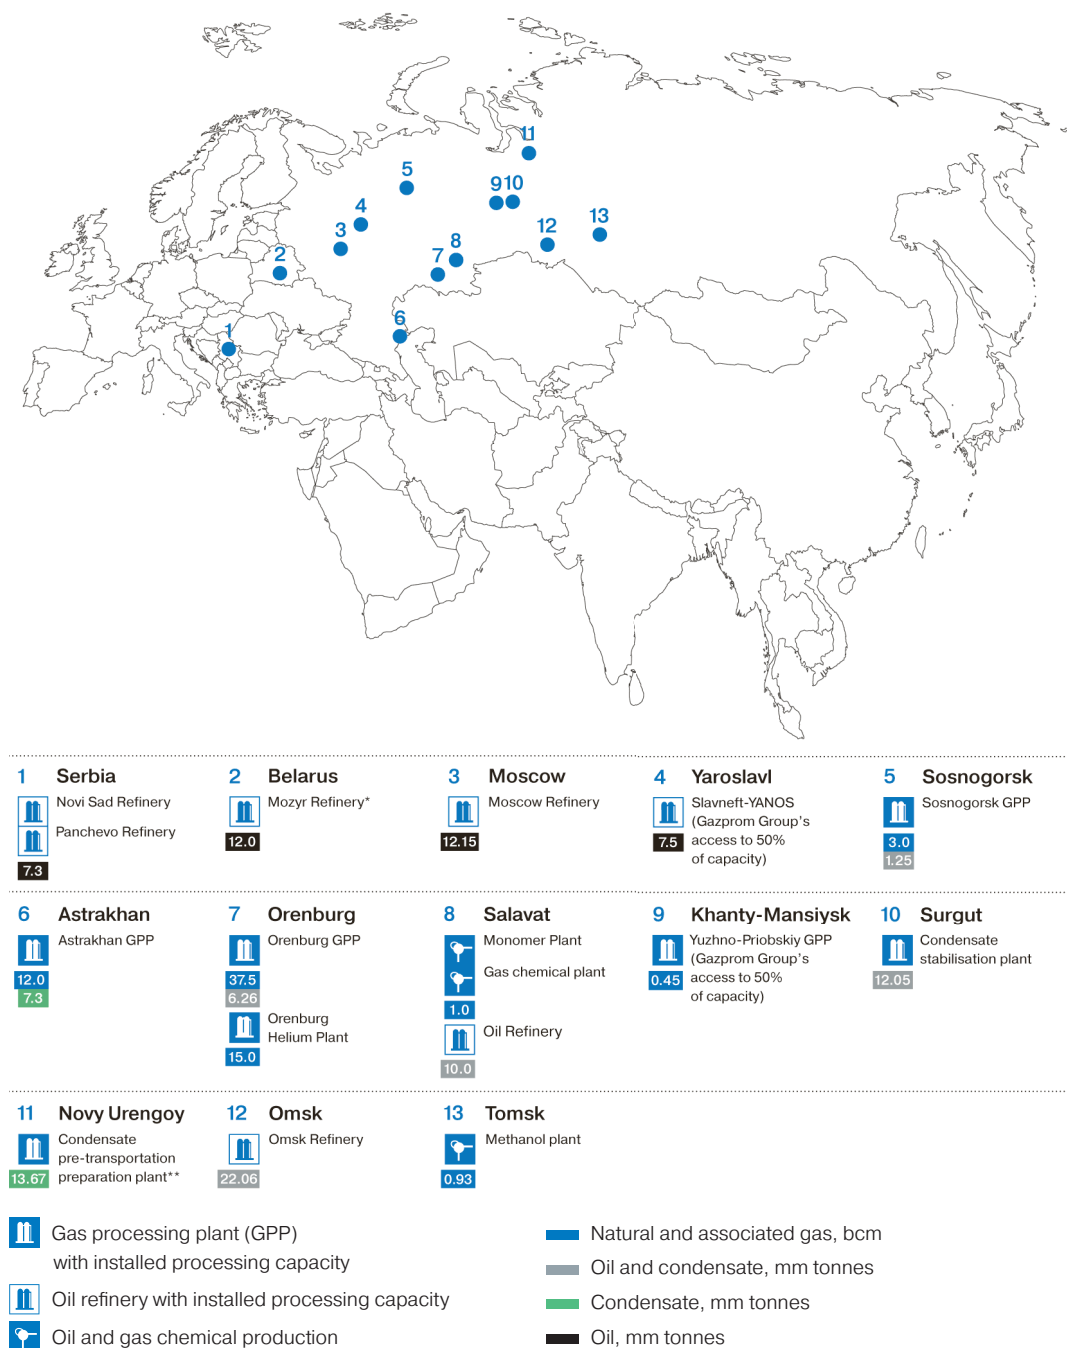 11
5
9 10
4
13
12
3
8
2
7
6
1
1 Serbia
Novi Sad Refinery
Panchevo Refinery
7.3
2 Belarus
Mozyr Refinery*
12.0
3 Moscow
Moscow Refinery
12.15
4 Yaroslavl
Slavneft-YANOS
(Gazprom Group's
access to 50%
of capacity)
7.5
5 Sosnogorsk
Sosnogorsk GPP
3.0
1.25
6 Astrakhan
Astrakhan GPP
12.0
7.3
7 Orenburg
Orenburg GPP
37.5
6.26
Orenburg
Helium Plant
15.0
8 Salavat
Monomer Plant
Gas chemical plant
1.0
Oil Refinery
10.0
9 Khanty-Mansiysk
Yuzhno-Priobskiy GPP
(Gazprom Group's
access to 50%
of capacity)
0.45
10 Surgut
Condensate
stabilisation plant
12.05
11 Novy Urengoy
Condensate
pre-transportation
preparation plant**
13.67
12 Omsk
Omsk Refinery
22.06
13 Tomsk
Methanol plant
0.93
Gas processing plant (GPP)
with installed processing capacity
Oil refinery with installed processing capacity
Oil and gas chemical production
Natural and associated gas, bcm
Oil and condensate, mm tonnes
Condensate, mm tonnes
Oil, mm tonnes